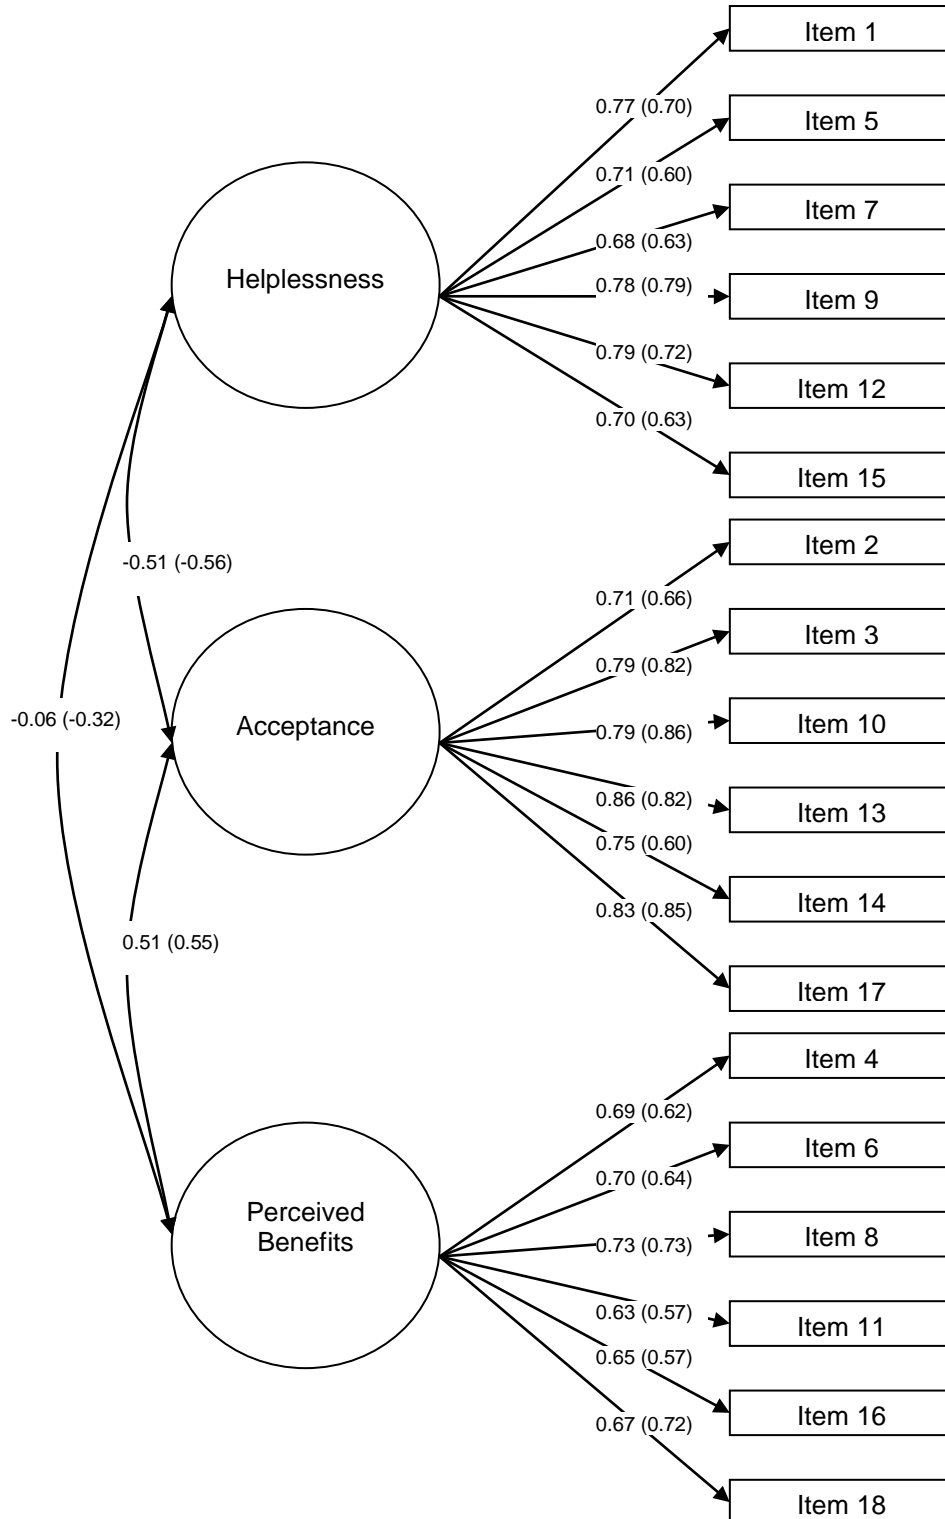 Item 1
0.77 (0.70)
Item 5
0.71 (0.60)
Item 7
0.68 (0.63)
Helplessness
0.78 (0.79)
Item 9
0.79 (0.72)
Item 12
0.70 (0.63)
Item 15
Item 2
-0.51 (-0.56)
0.71 (0.66)
Item 3
0.79 (0.82)
-0.06 (-0.32)
Acceptance
0.79 (0.86)
Item 10
0.86 (0.82)
Item 13
0.75 (0.60)
Item 14
0.83 (0.85)
0.51 (0.55)
Item 17
Item 4
0.69 (0.62)
Item 6
0.70 (0.64)
Perceived
Benefits
0.73 (0.73)
Item 8
0.63 (0.57)
Item 11
0.65 (0.57)
Item 16
0.67 (0.72)
Item 18